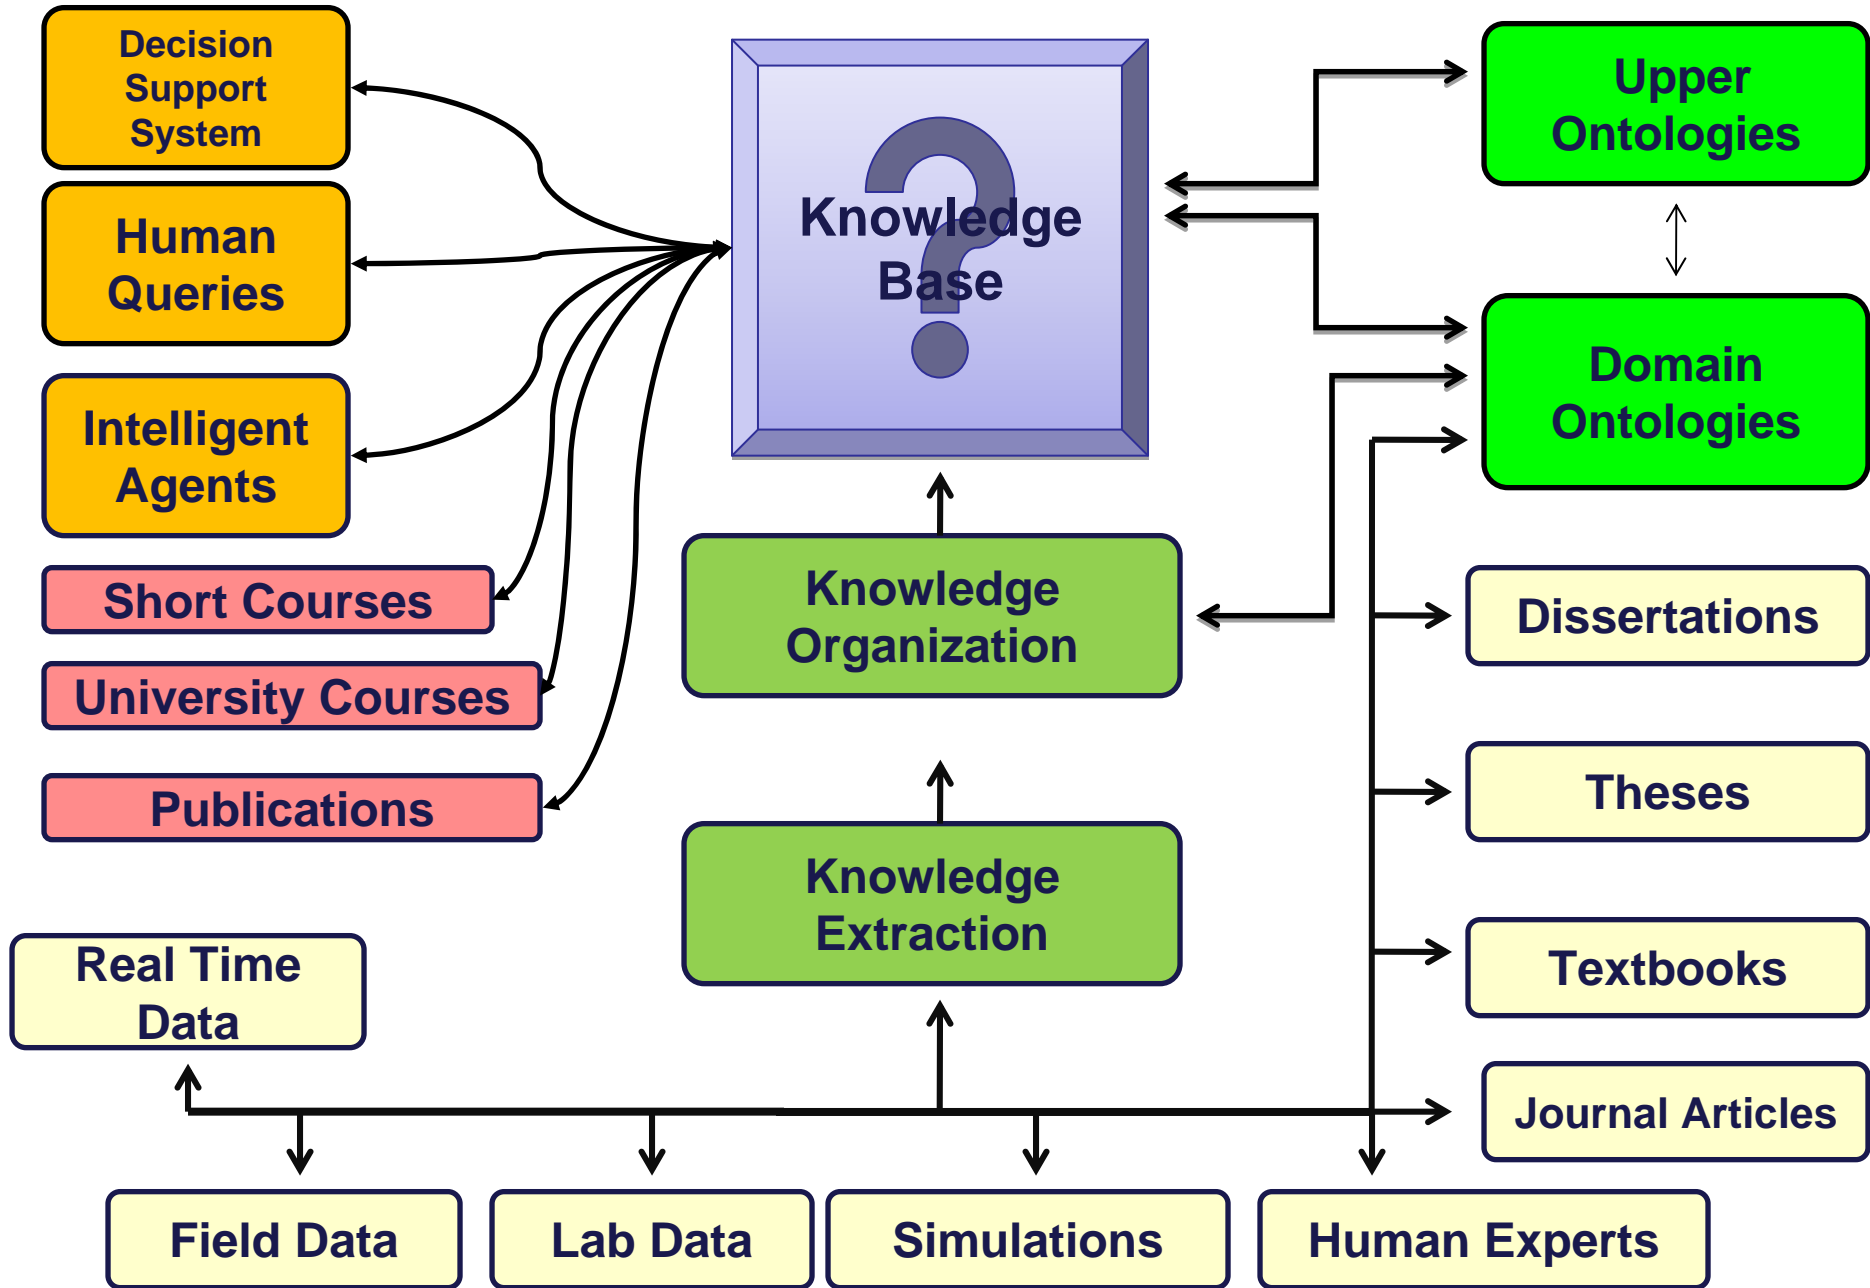 Decision
Support
System
Human
Queries
Intelligent
Agents
Short Courses
University Courses
Publications
Knowledge
Base
?
Upper
Ontologies
Domain
Ontologies
Knowledge
Organization
Knowledge
Extraction
Dissertations
Theses
Textbooks
Journal Articles
Real Time
Data
Field Data
Lab Data
Simulations
Human Experts